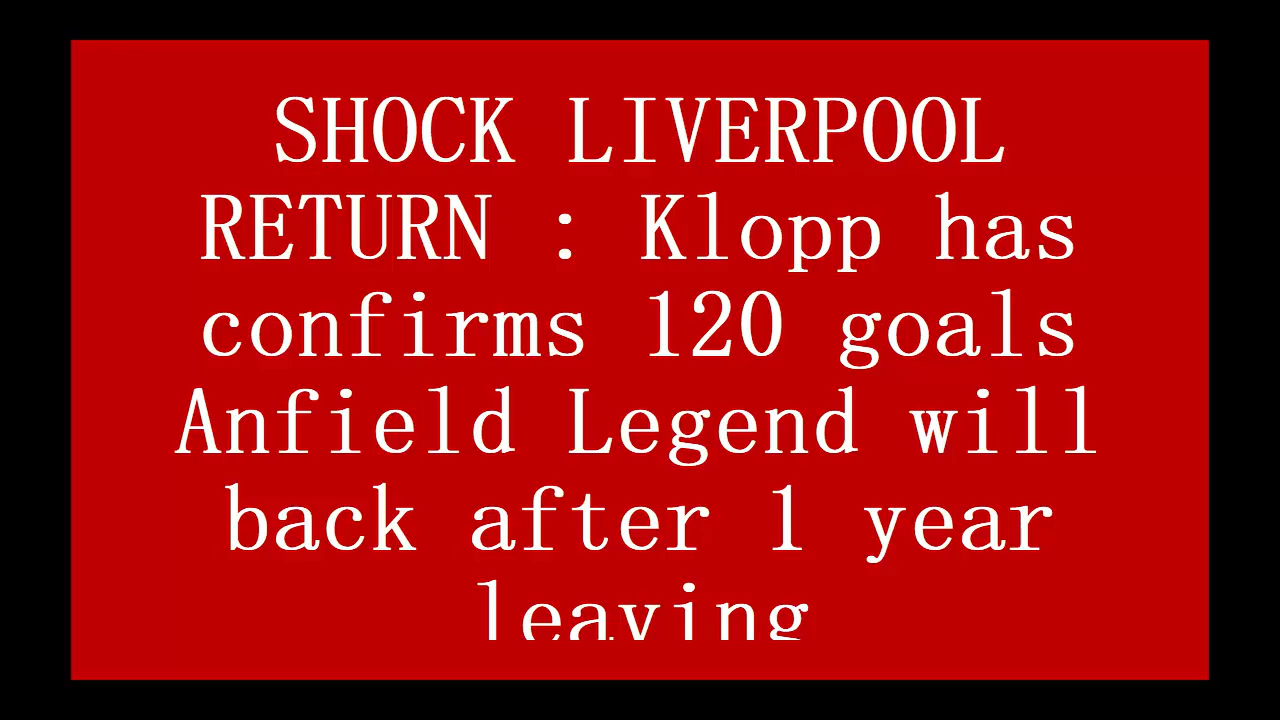 SHOCK LIVERPOOL
RETURN : Klopp has
confirms 120 goals
Anfield Legend will
back after 1 year
leaving